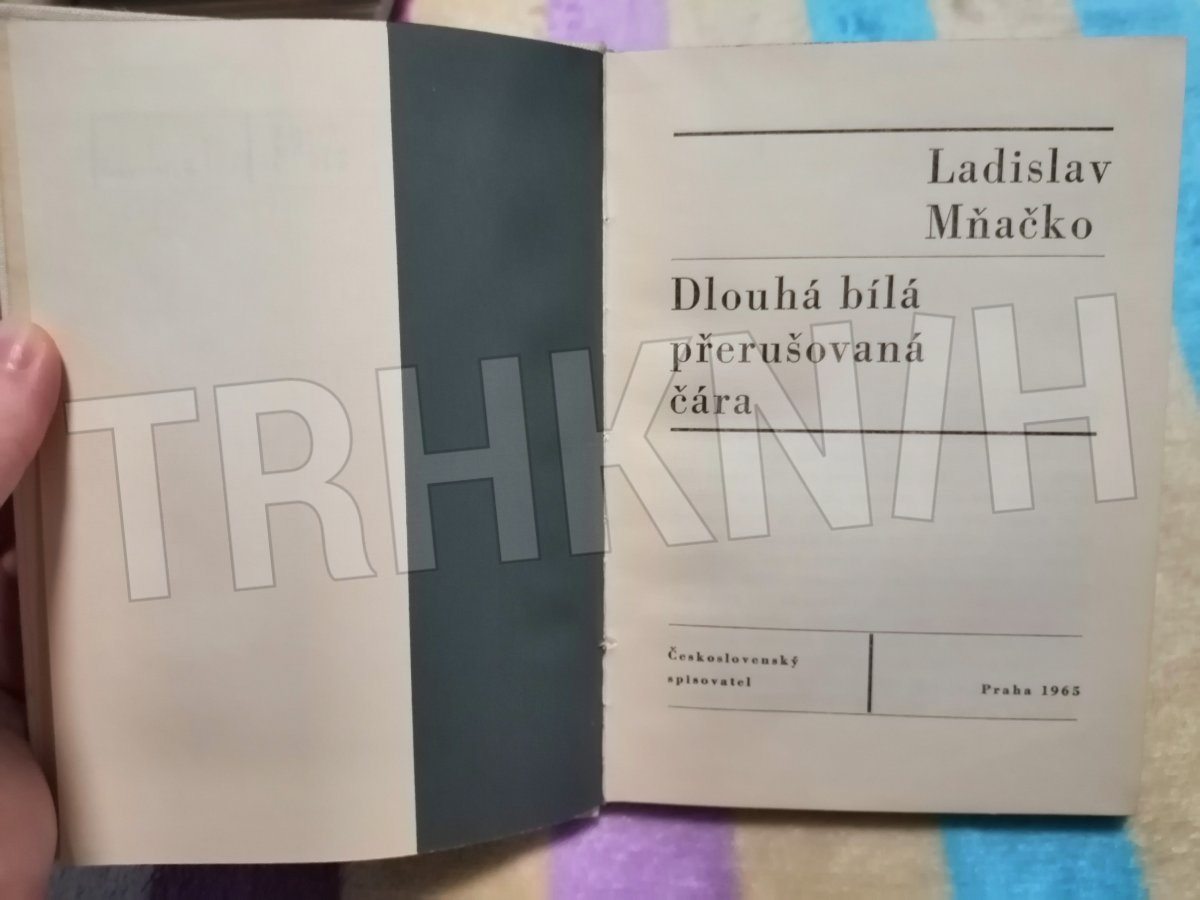 Ladislav
Mňačko
Dlouhá bílá
přerušovaná
čára
Československý
spisovatel
Praha 1965
TRHKNIH